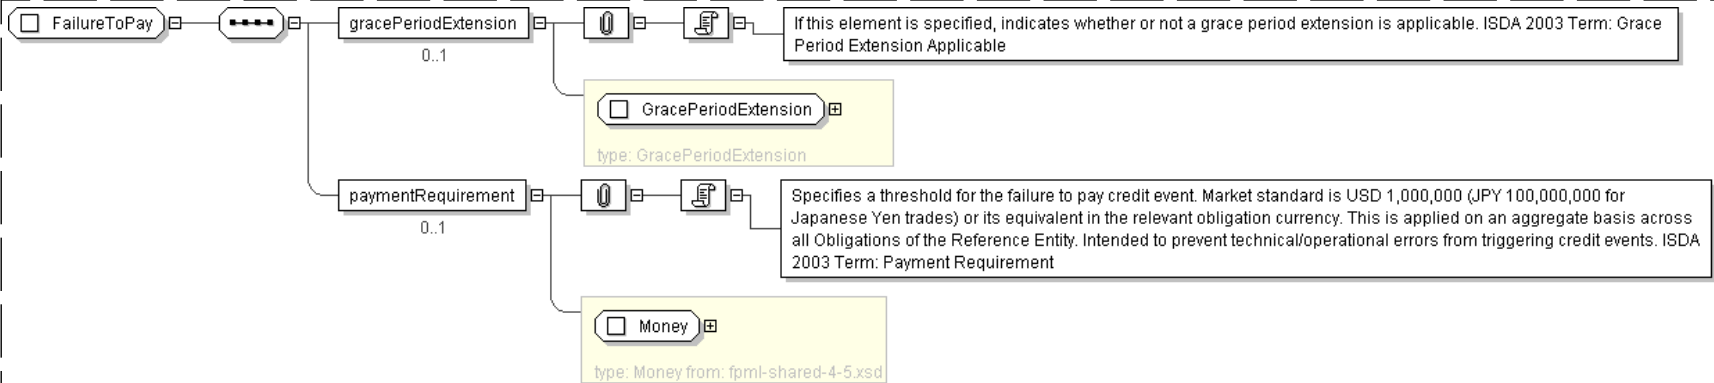 FailureToPay
gracePeriodExtension
0..1
If this element is specified, indicates whether or not a grace period extension is applicable. ISDA 2003 Term: Grace
Period Extension Applicable
GracePeriodExtension
type: GracePeriodExtension
paymentRequirement
0..1
Specifies a threshold for the failure to pay credit event. Market standard is USD 1,000,000 (JPY 100,000,000 for
Japanese Yen trades) or its equivalent in the relevant obligation currency. This is applied on an aggregate basis across
all Obligations of the Reference Entity. Intended to prevent technical/operational errors from triggering credit events. ISDA
2003 Term: Payment Requirement
Money
type: Money from: fpml-shared-4-5.xsd